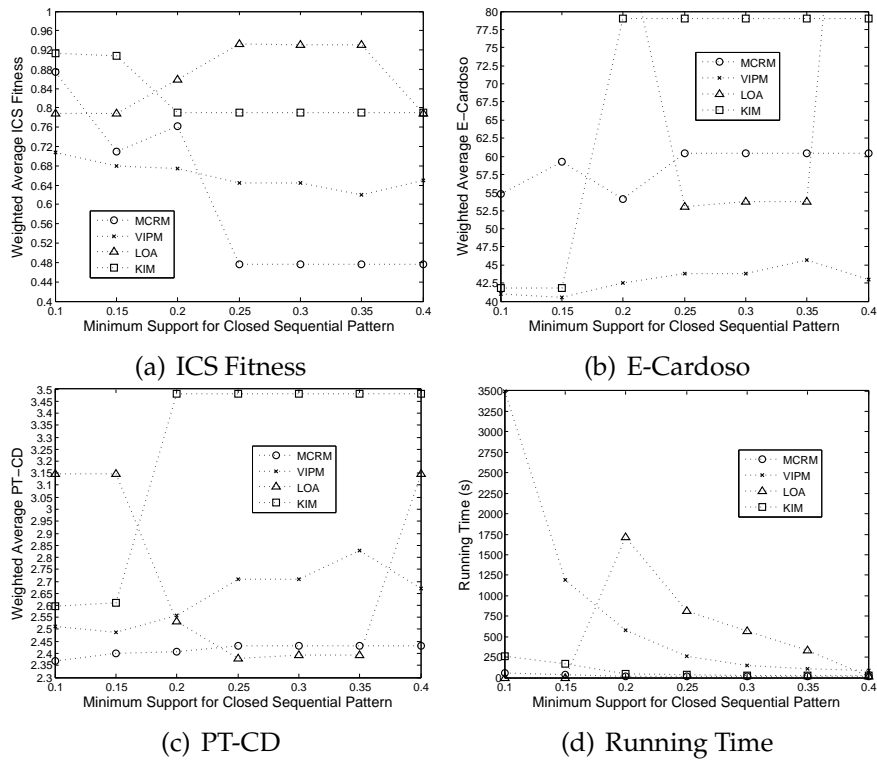 1
0.96
0.92
0.88
0.84
0.8
0.76
0.72
0.68
0.64
0.6
0.56
0.52
0.48
0.44
0.4
0.1 0.15 0.2 0.25 0.3 0.35 0.4
Weighted Average ICS Fitness
Minimum Support for Closed Sequential Pattern
MCRM
VIPM
LOA
KIM
(a) ICS Fitness
80
77.5
75
72.5
70
67.5
65
62.5
60
57.5
55
52.5
50
47.5
45
42.5
40
0.1 0.15 0.2 0.25 0.3 0.35 0.4
Weighted Average E-Cardoso
Minimum Support for Closed Sequential Pattern
MCRM
VIPM
LOA
KIM
(b) E-Cardoso
3.5
3.45
3.4
3.35
3.3
3.25
3.2
3.15
3.1
3.05
3
2.95
2.9
2.85
2.8
2.75
2.7
2.65
2.6
2.55
2.5
2.45
2.4
2.35
2.3
0.1 0.15 0.2 0.25 0.3 0.35 0.4
Weighted Average PT-CD
Minimum Support for Closed Sequential Pattern
MCRM
VIPM
LOA
KIM
(c) PT-CD
3500
3250
3000
2750
2500
2250
2000
1750
1500
1250
1000
750
500
250
0
0.1 0.15 0.2 0.25 0.3 0.35 0.4
Running Time (s)
Minimum Support for Closed Sequential Pattern
MCRM
VIPM
LOA
KIM
(d) Running Time